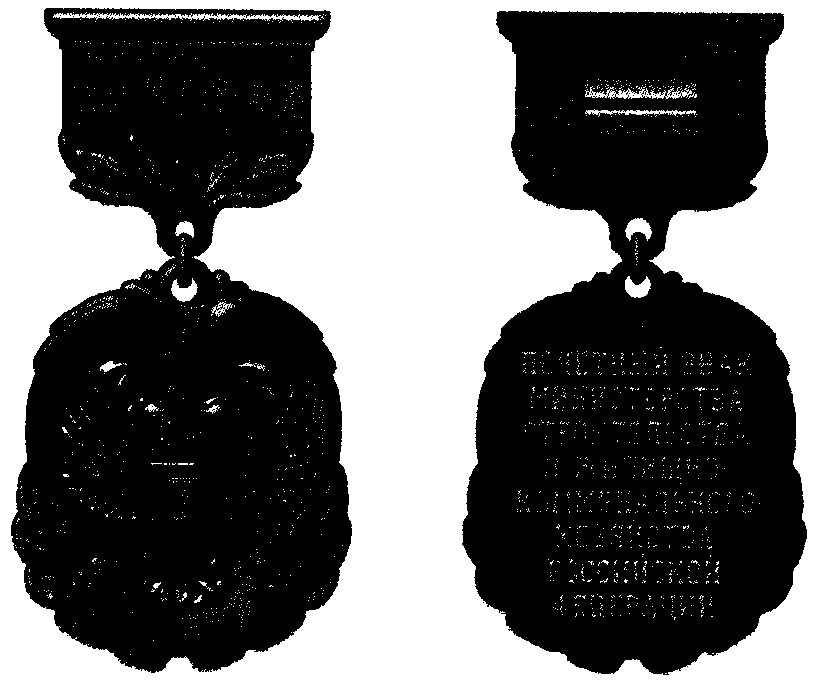 ПОЧЕТНЫЙ ЗНАК
МИНИСТЕРСТВА
СТРОИТЕЛЬСТВА
И ЖИЛИЩНО-
КОММУНАЛЬНОГО
ХОЗЯЙСТВА
РОССИЙСКОЙ
ФЕДЕРАЦИИ